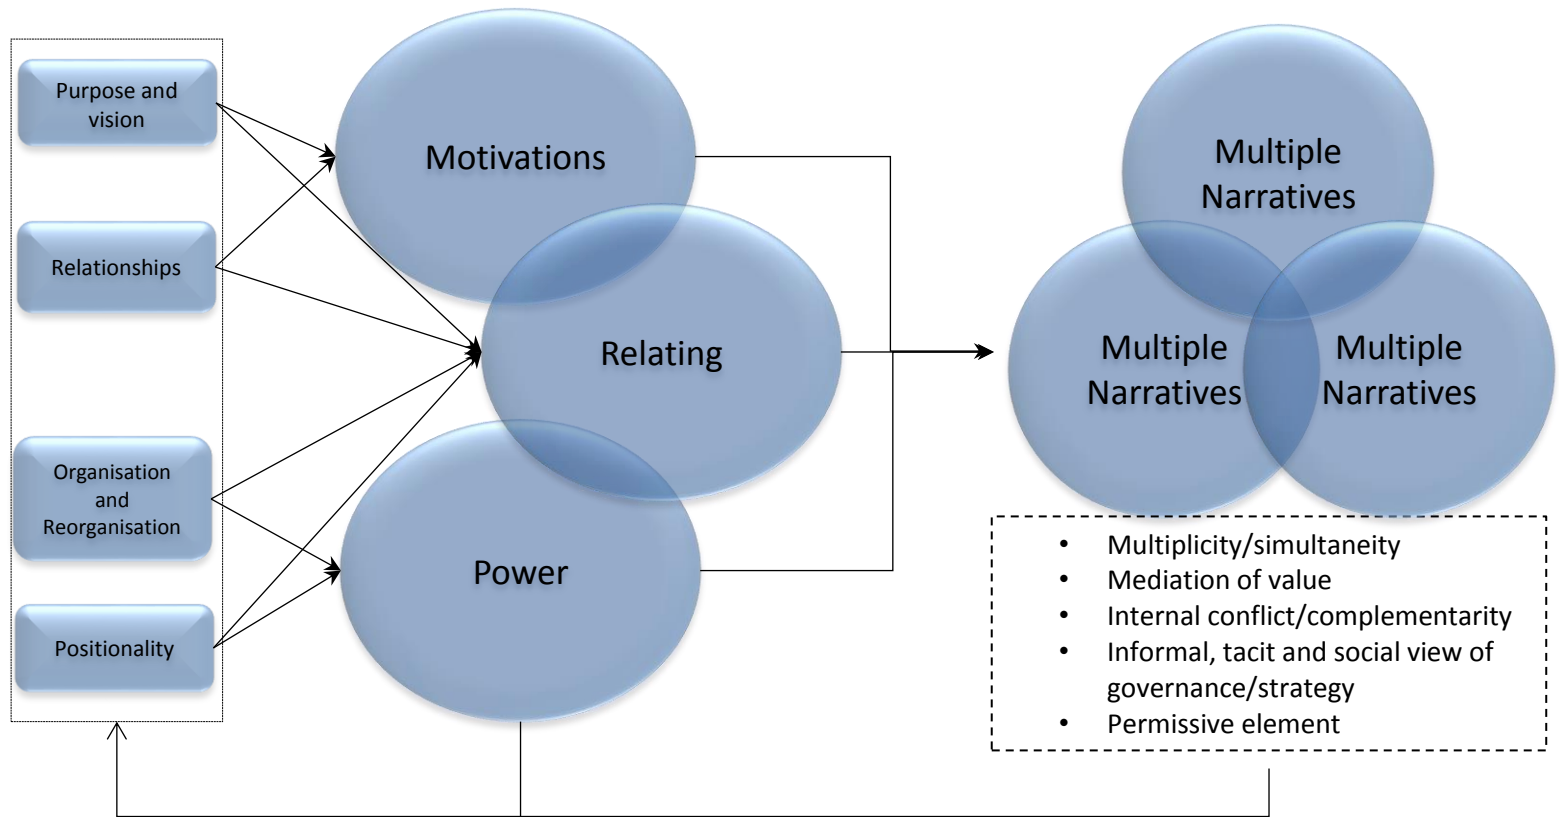 Purpose and
vision
Relationships
Organisation
and
Reorganisation
Positionality
Motivations
Relating
Power
Multiple
Narratives
Multiple
Narratives
Multiple
Narratives
• Multiplicity/simultaneity
• Mediation of value
• Internal conflict/complementarity
• Informal, tacit and social view of
governance/strategy
• Permissive element